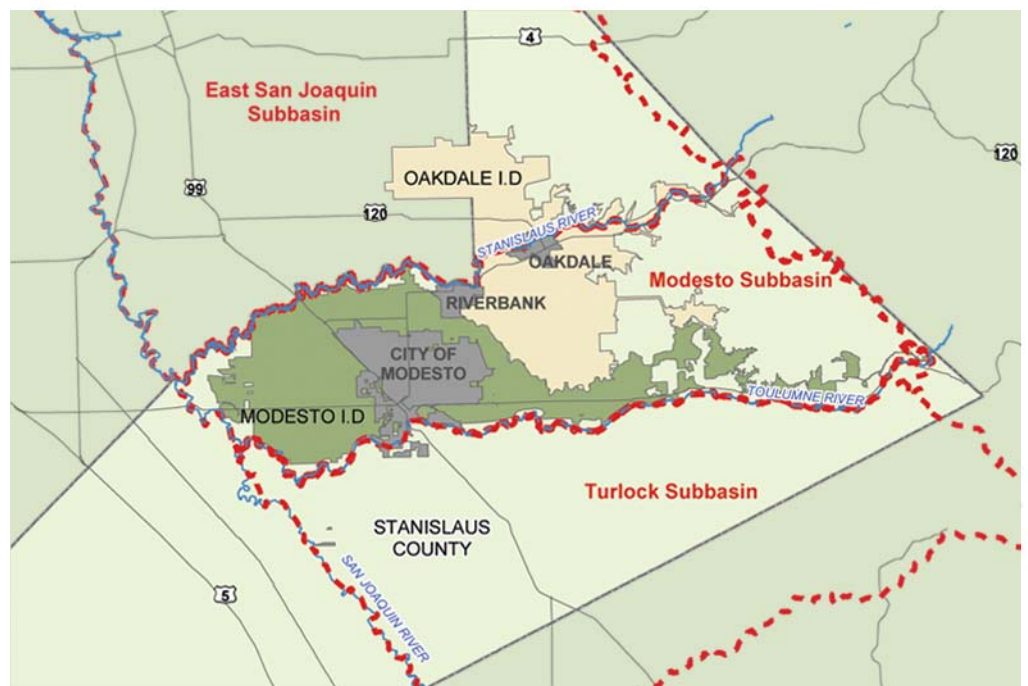 4
East San Joaquin
Subbasin
120
OAKDALE I.D
99
120
STANISLAUS RIVER
OAKDALE
Modesto Subbasin
RIVERBANK
CITY OF
MODESTO
TOULUMNE RIVER
MODESTO I.D
Turlock Subbasin
STANISLAUS
COUNTY
SAN JOAQUIN RIVER
5